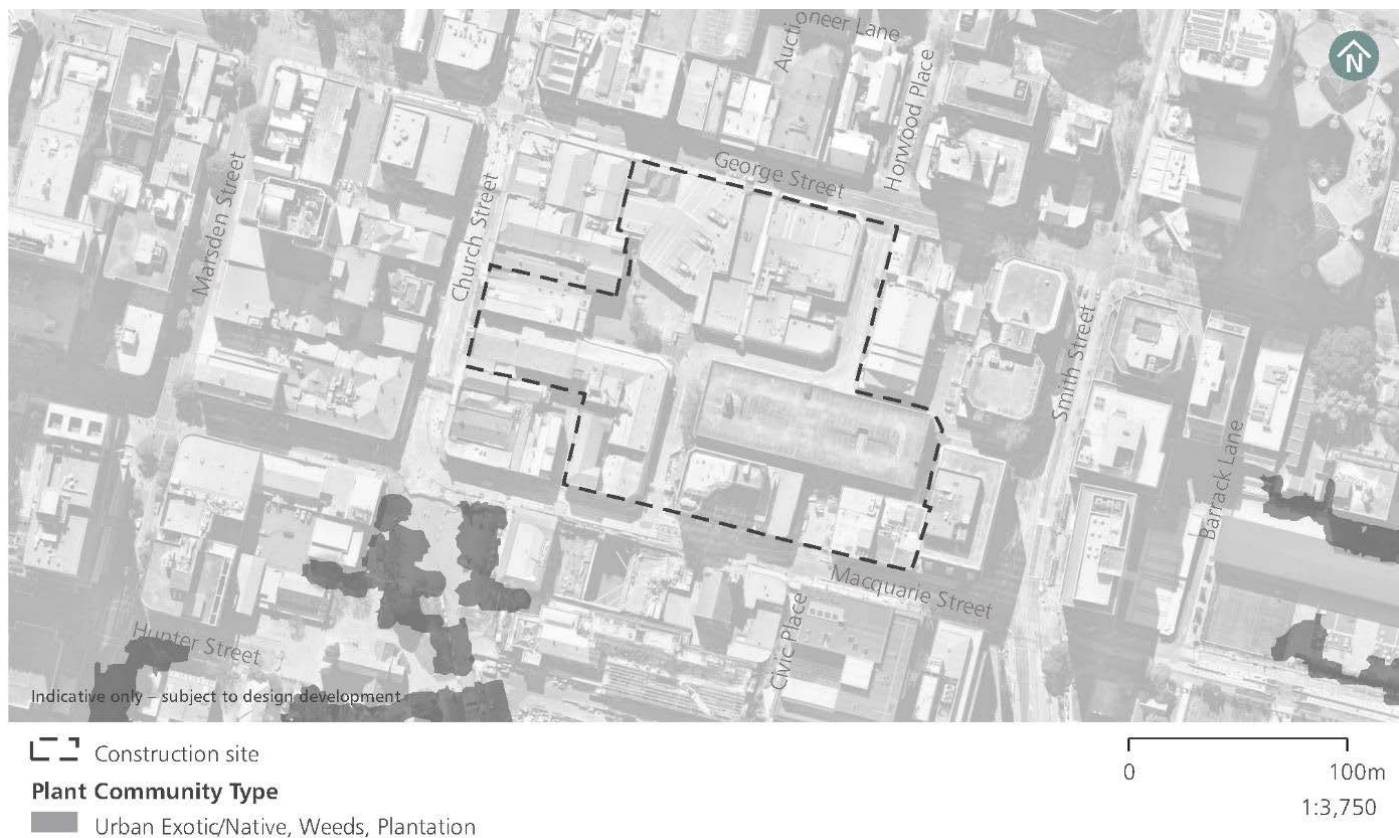 Auctioneer Lane
Horwood Place
N
George Street
Marsden Street
Church Street
Smith Street
Barrack Lane
Macquarie Street
Civic Place
Hunter Street
Indicative only – subject to design development
Construction site
0 100m
Plant Community Type
1:3,750
Urban Exotic/Native, Weeds, Plantation